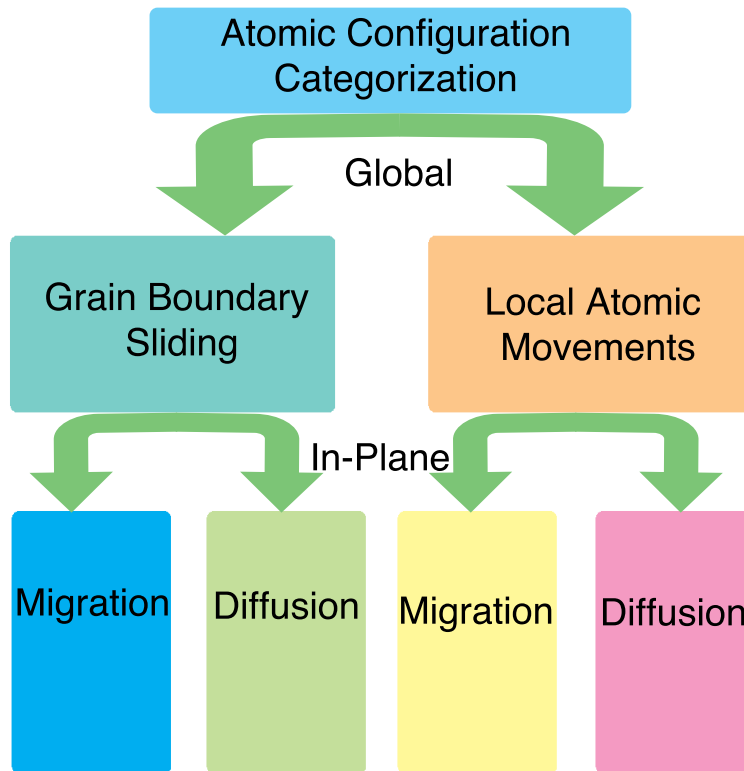 Atomic Configuration
Categorization
Global
Grain Boundary
Sliding
Local Atomic
Movements
In-Plane
Migration
Diffusion
Migration
Diffusion